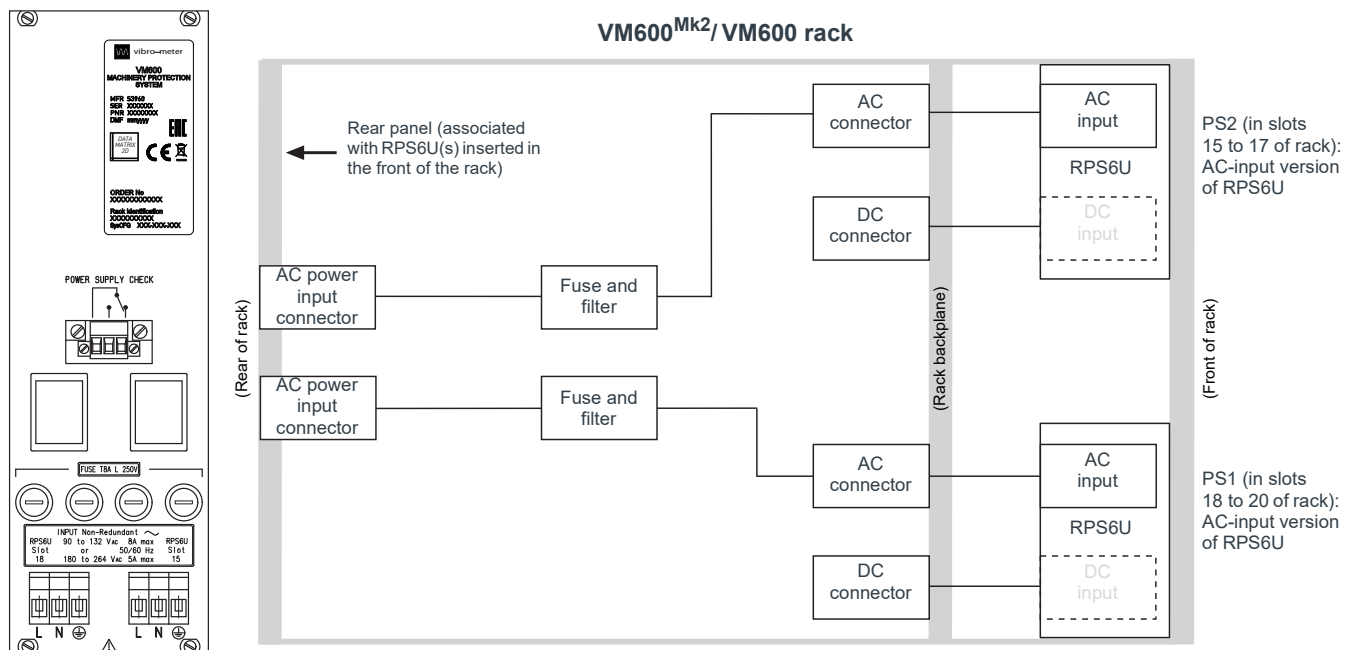 vibro-meter
VM600
MACHINERY PROTECTION
SYSTEM
MFR 53960
SER XXXXXXX
PNR XXXXXXXX
DMF mmyyyy
DATA
MATRIX
2D
EAC
CE
ORDER No
XXXXXXXXXXXX
Rack Identification
XXXXXXXXXX
SysCFG XXX-XXX-XXX
POWER SUPPLY CHECK
FUSE T8A L 250V
INPUT Non-Redundant
RPS6U 90 to 132 VAC 8A max RPS6U
Slot or 50/60 Hz Slot
18 180 to 264 VAC 5A max 15
L N L N
VM600Mk2/ VM600 rack
(Rear of rack)
Rear panel (associated
with RPS6U(s) inserted in
the front of the rack)
AC power
input
connector
Fuse and
filter
AC
connector
DC
connector
AC
input
RPS6U
DC
input
PS2 (in slots
15 to 17 of rack):
AC-input version
of RPS6U
(Rack backplane)
(Front of rack)
AC power
input
connector
Fuse and
filter
AC
connector
DC
connector
AC
input
RPS6U
DC
input
PS1 (in slots
18 to 20 of rack):
AC-input version
of RPS6U